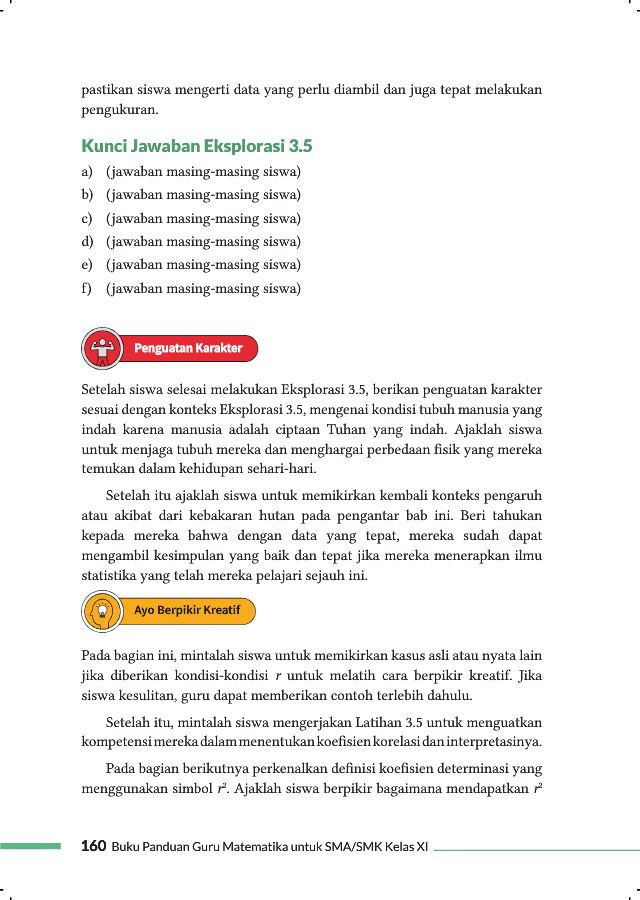 pastikan siswa mengerti data yang perlu diambil dan juga tepat melakukan
pengukuran.
Kunci Jawaban Eksplorasi 3.5
a) (jawaban masing-masing siswa)
b) (jawaban masing-masing siswa)
c) (jawaban masing-masing siswa)
d) (jawaban masing-masing siswa)
e) (jawaban masing-masing siswa)
f) (jawaban masing-masing siswa)
Penguatan Karakter
Setelah siswa selesai melakukan Eksplorasi 3.5, berikan penguatan karakter
sesuai dengan konteks Eksplorasi 3.5, mengenai kondisi tubuh manusia yang
indah karena manusia adalah ciptaan Tuhan yang indah. Ajaklah siswa
untuk menjaga tubuh mereka dan menghargai perbedaan fisik yang mereka
temukan dalam kehidupan sehari-hari.
Setelah itu ajaklah siswa untuk memikirkan kembali konteks pengaruh
atau akibat dari kebakaran hutan pada pengantar bab ini. Beri tahukan
kepada mereka bahwa dengan data yang tepat, mereka sudah dapat
mengambil kesimpulan yang baik dan tepat jika mereka menerapkan ilmu
statistika yang telah mereka pelajari sejauh ini.
Ayo Berpikir Kreatif
Pada bagian ini, mintalah siswa untuk memikirkan kasus asli atau nyata lain
jika diberikan kondisi-kondisi r untuk melatih cara berpikir kreatif. Jika
siswa kesulitan, guru dapat memberikan contoh terlebih dahulu.
Setelah itu, mintalah siswa mengerjakan Latihan 3.5 untuk menguatkan
kompetensi mereka dalam menentukan koefisien korelasi dan interpretasinya.
Pada bagian berikutnya perkenalkan definisi koefisien determinasi yang
menggunakan simbol r². Ajaklah siswa berpikir bagaimana mendapatkan r²
160 Buku Panduan Guru Matematika untuk SMA/SMK Kelas XI